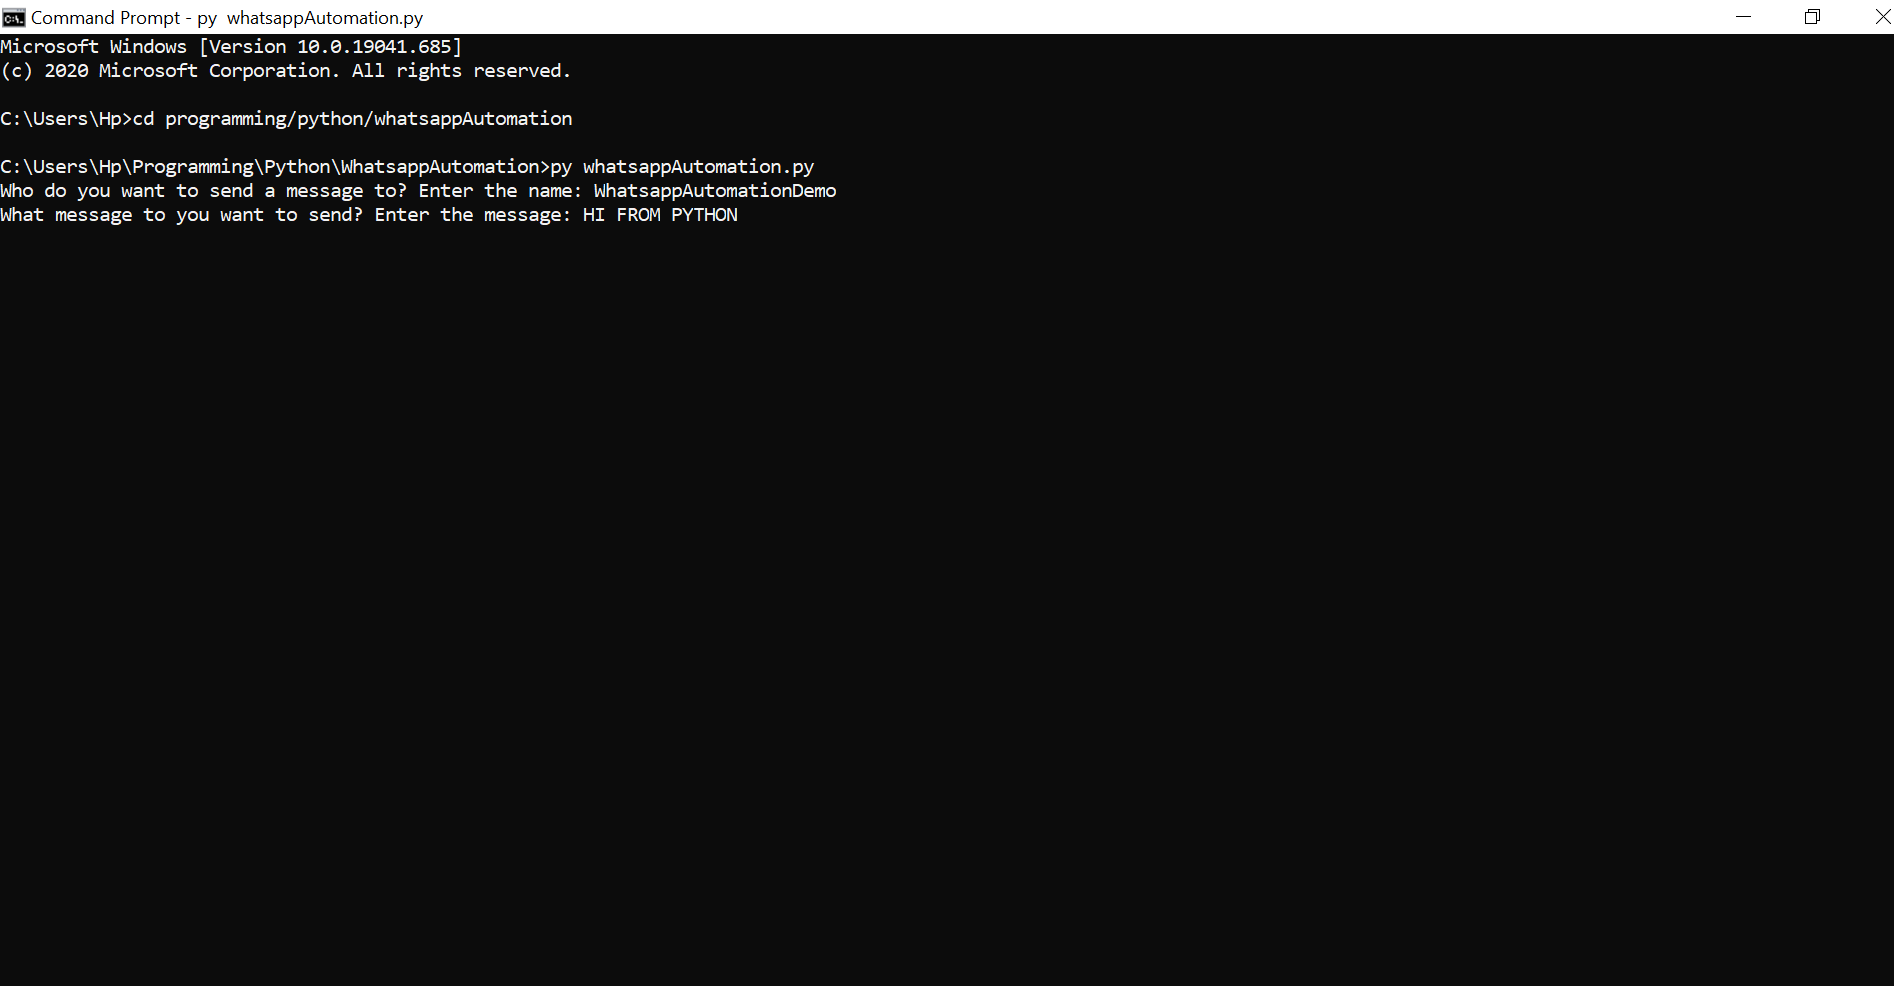 Command Prompt - py  whatsappAutomation.py
Microsoft Windows [Version 10.0.19041.685]
(c) 2020 Microsoft Corporation. All rights reserved.
C:\Users\Hp>cd programming/python/whatsappAutomation
C:\Users\Hp\Programming\Python\WhatsappAutomation>py whatsappAutomation.py
Who do you want to send a message to? Enter the name: WhatsappAutomationDemo
What message to you want to send? Enter the message: HI FROM PYTHON